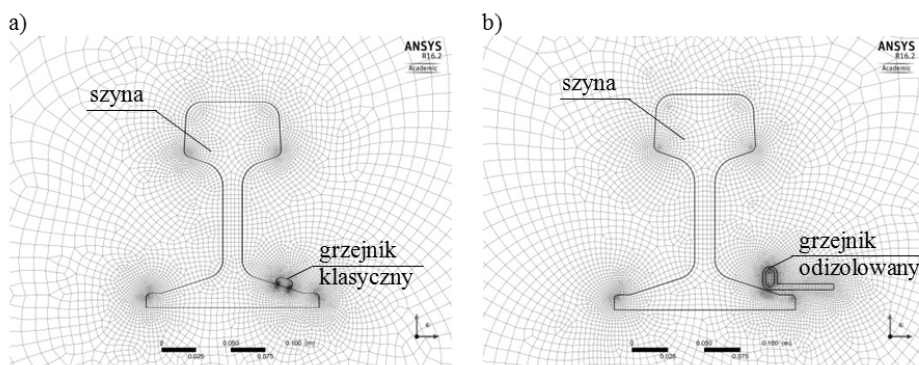 a)
ANSYS
R16.2
Academic
szyna
grzejnik
klasyczny
0 0.050 0.100 (m)
0.025 0.075
b)
ANSYS
R16.2
Academic
szyna
grzejnik
odizolowany
0 0.050 0.100 (m)
0.025 0.075